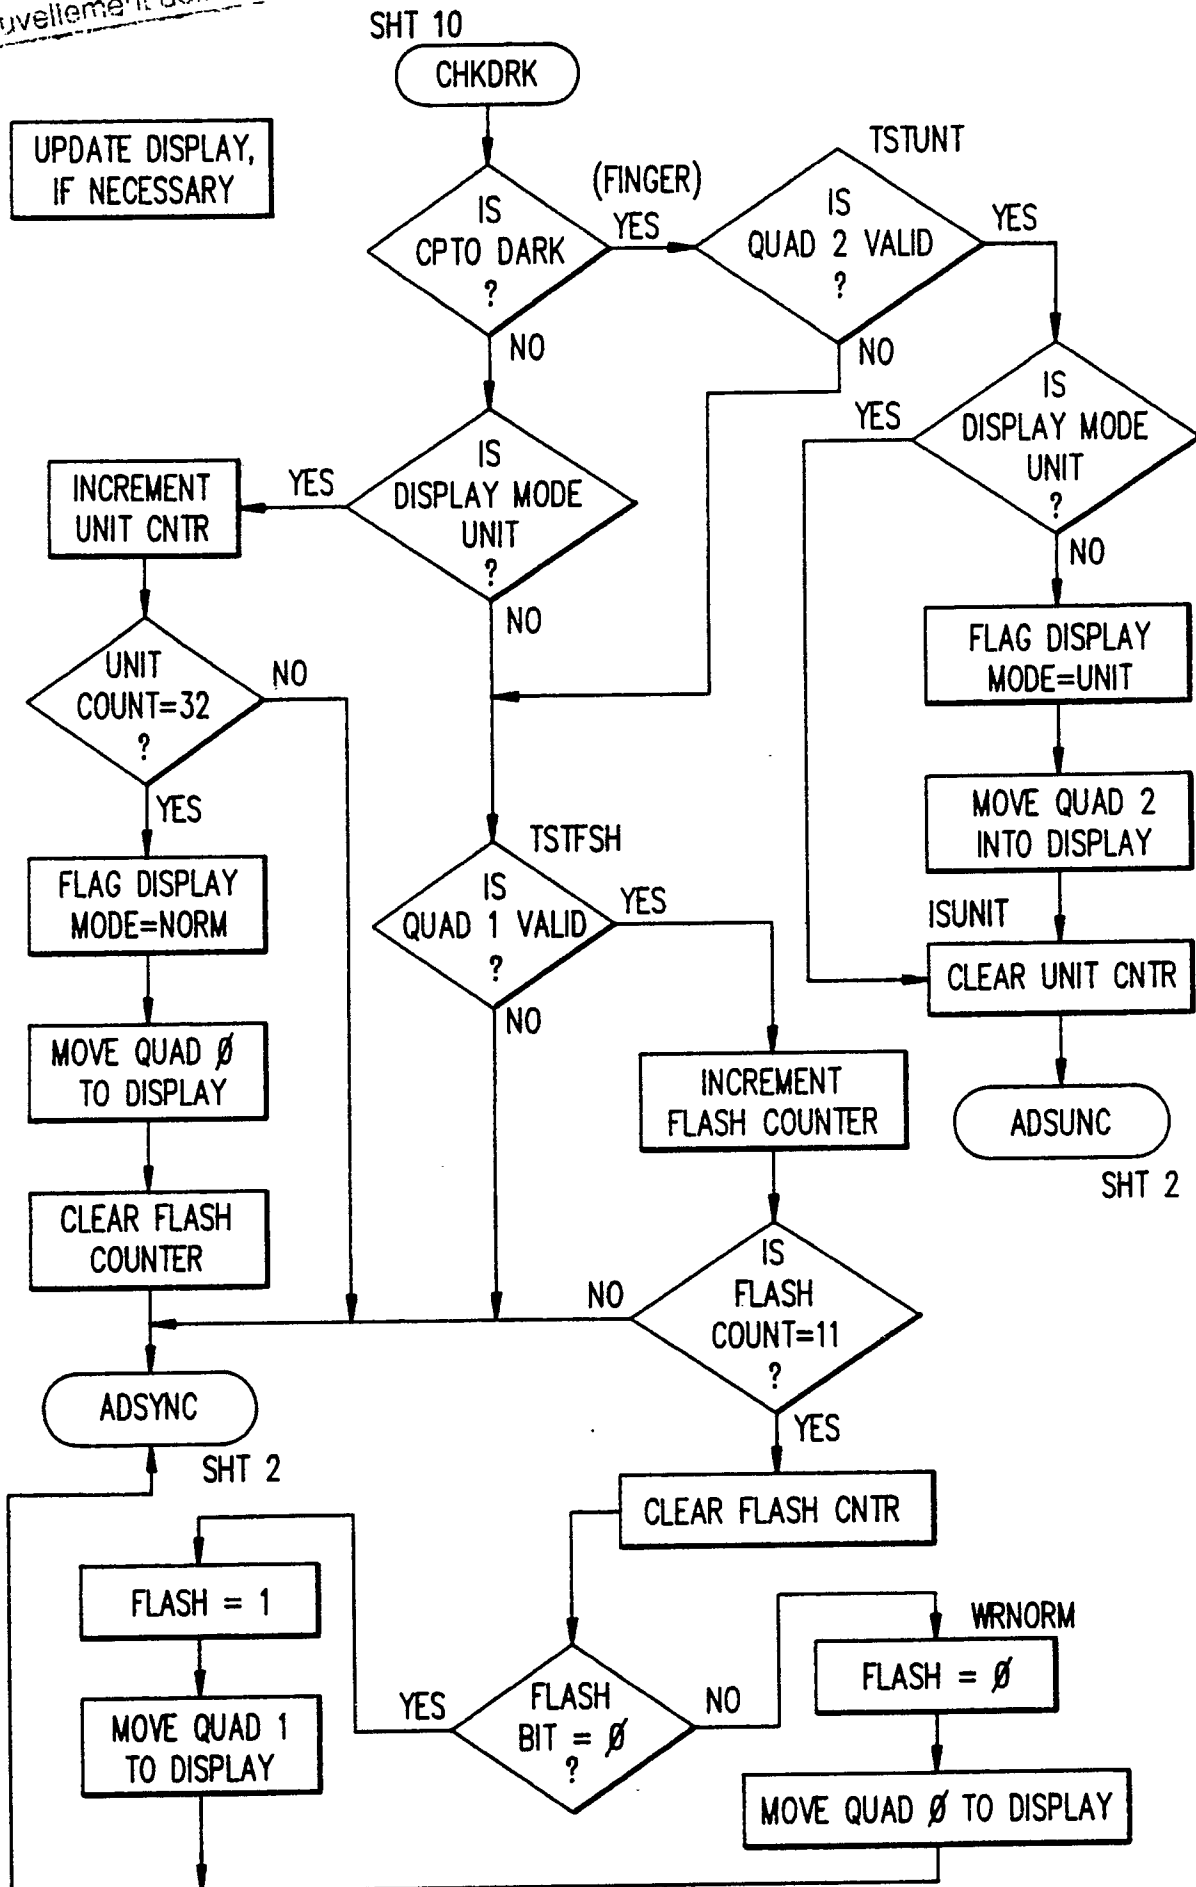 SHT 10
CHKDRK
UPDATE DISPLAY,
IF NECESSARY
IS
CPTO DARK
?
(FINGER)
YES
NO
TSTUNT
IS
QUAD 2 VALID
?
YES
NO
IS
DISPLAY MODE
UNIT
?
YES
NO
IS
DISPLAY MODE
UNIT
?
YES
NO
INCREMENT
UNIT CNTR
UNIT
COUNT=32
?
NO
YES
FLAG DISPLAY
MODE=NORM
MOVE QUAD Ø
TO DISPLAY
CLEAR FLASH
COUNTER
ADSYNC
SHT 2
FLAG DISPLAY
MODE=UNIT
MOVE QUAD 2
INTO DISPLAY
ISUNIT
CLEAR UNIT CNTR
ADSUNC
SHT 2
TSTFSH
IS
QUAD 1 VALID
?
YES
NO
INCREMENT
FLASH COUNTER
IS
FLASH
COUNT=11
?
NO
YES
CLEAR FLASH CNTR
FLASH
BIT = Ø
?
YES
NO
FLASH = 1
MOVE QUAD 1
TO DISPLAY
WRNORM
FLASH = Ø
MOVE QUAD Ø TO DISPLAY